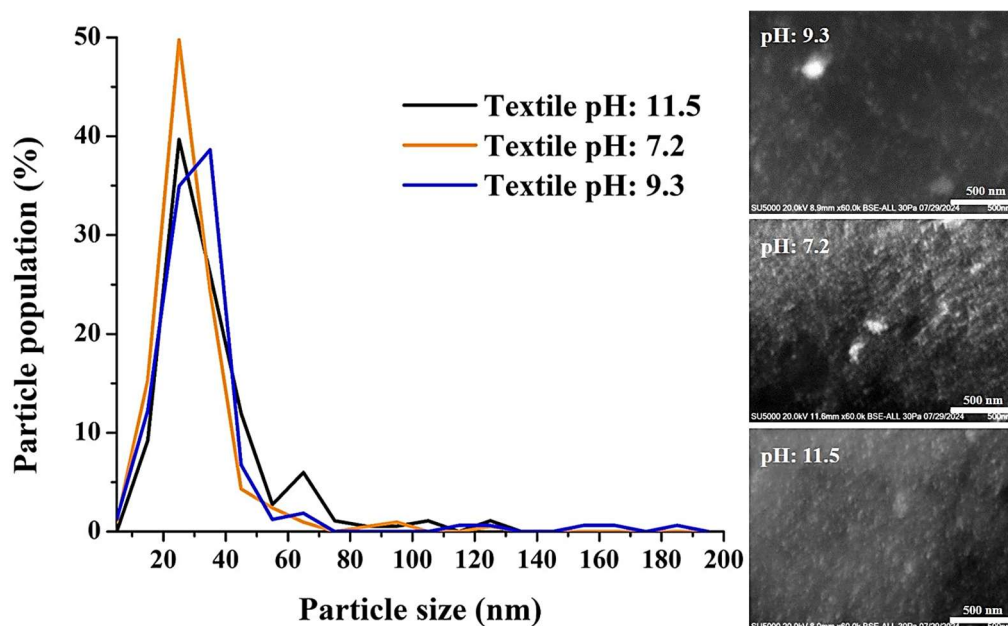 50
40
30
20
10
0
20 40 60 80 100 120 140 160 180 200
Particle population (%)
Particle size (nm)
Textile pH: 11.5
Textile pH: 7.2
Textile pH: 9.3
pH: 9.3
500 nm
SU5000 20.0kV 8.9mm x60.0k BSE-ALL 30Pa 07/29/2024 500nm
pH: 7.2
500 nm
SU5000 20.0kV 11.6mm x60.0k BSE-ALL 30Pa 07/29/2024 500nm
pH: 11.5
500 nm